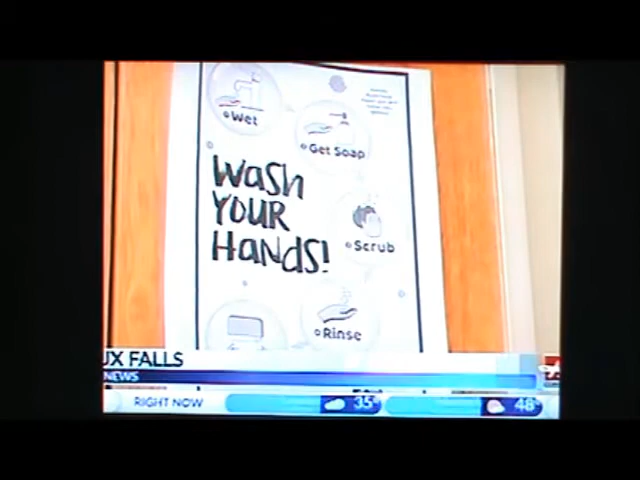 Wet
Get Soap
WasH
YOUR
HaNds!
Scrub
Rinse
UX FALLS
NEWS
RIGHT NOW
35°
48°